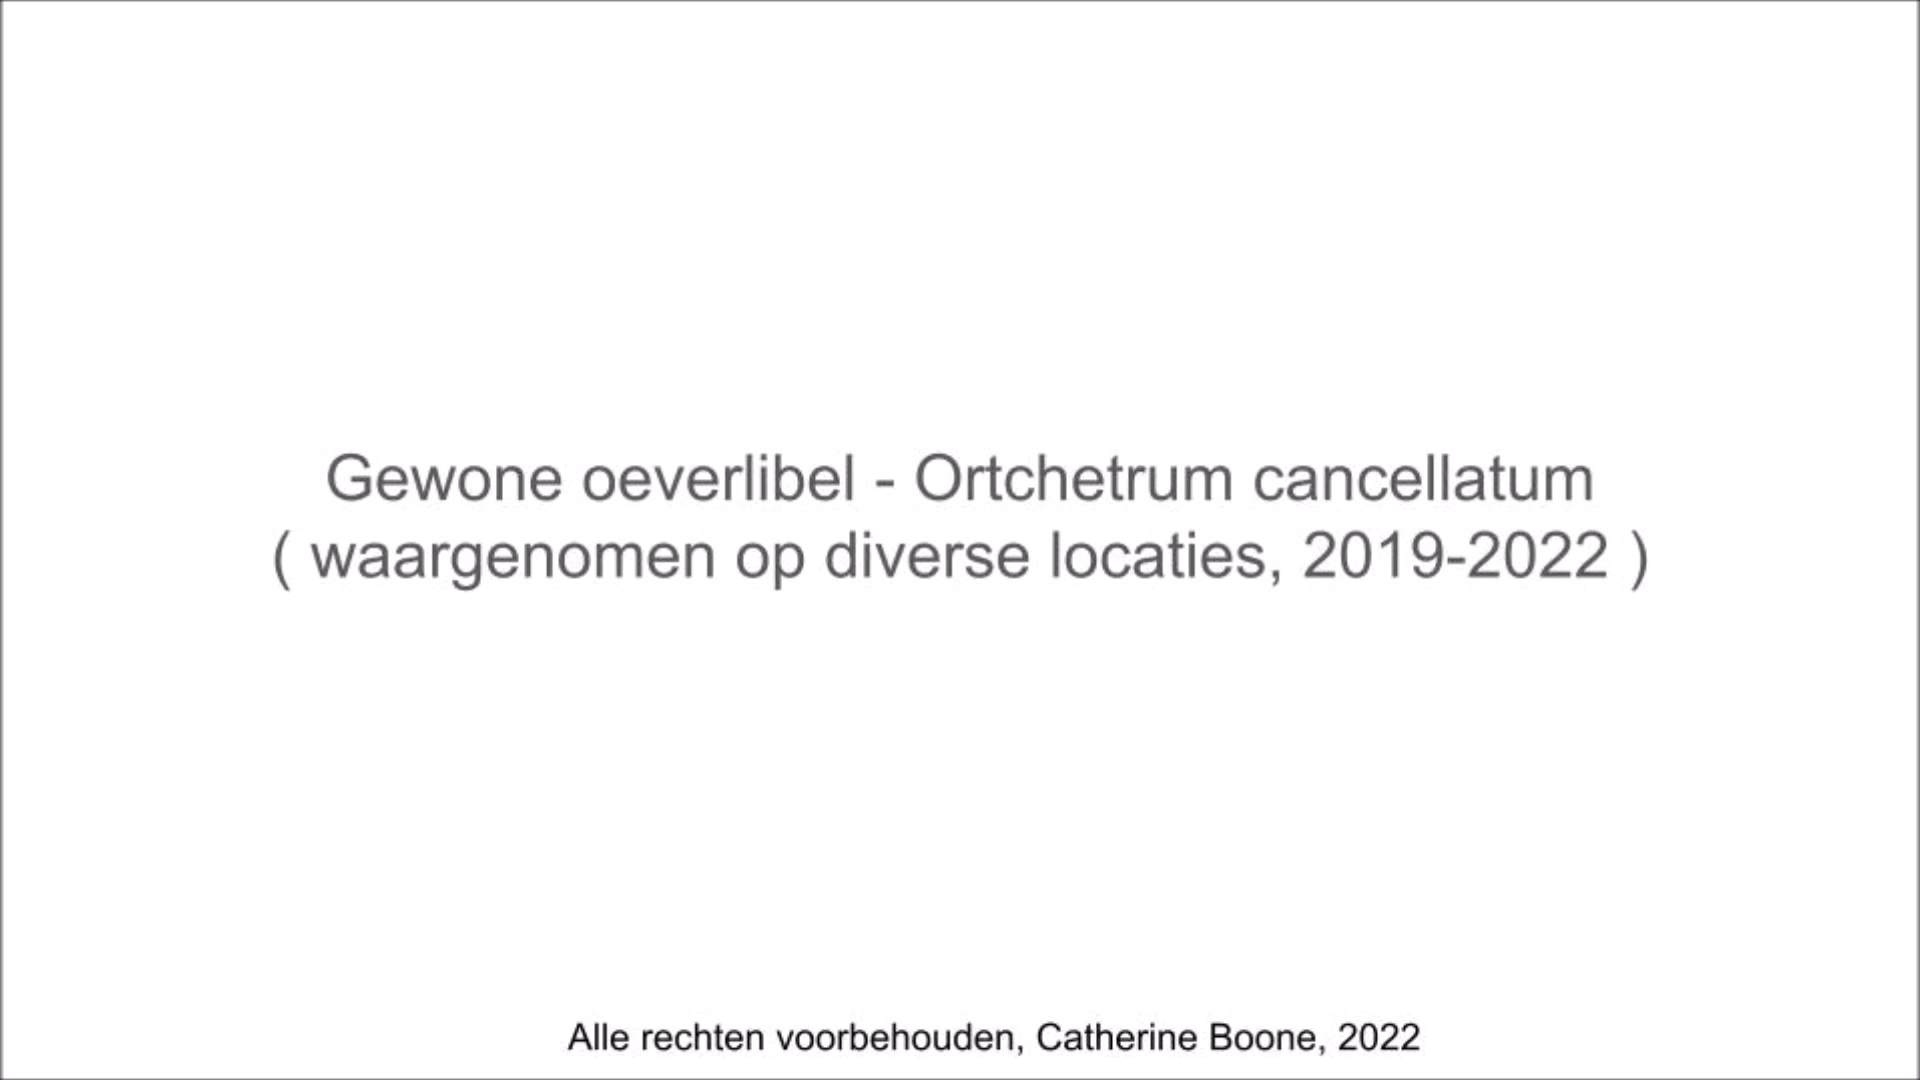 Gewone oeverlibel - Ortchetrum cancellatum
( waargenomen op diverse locaties, 2019-2022 )
Alle rechten voorbehouden, Catherine Boone, 2022